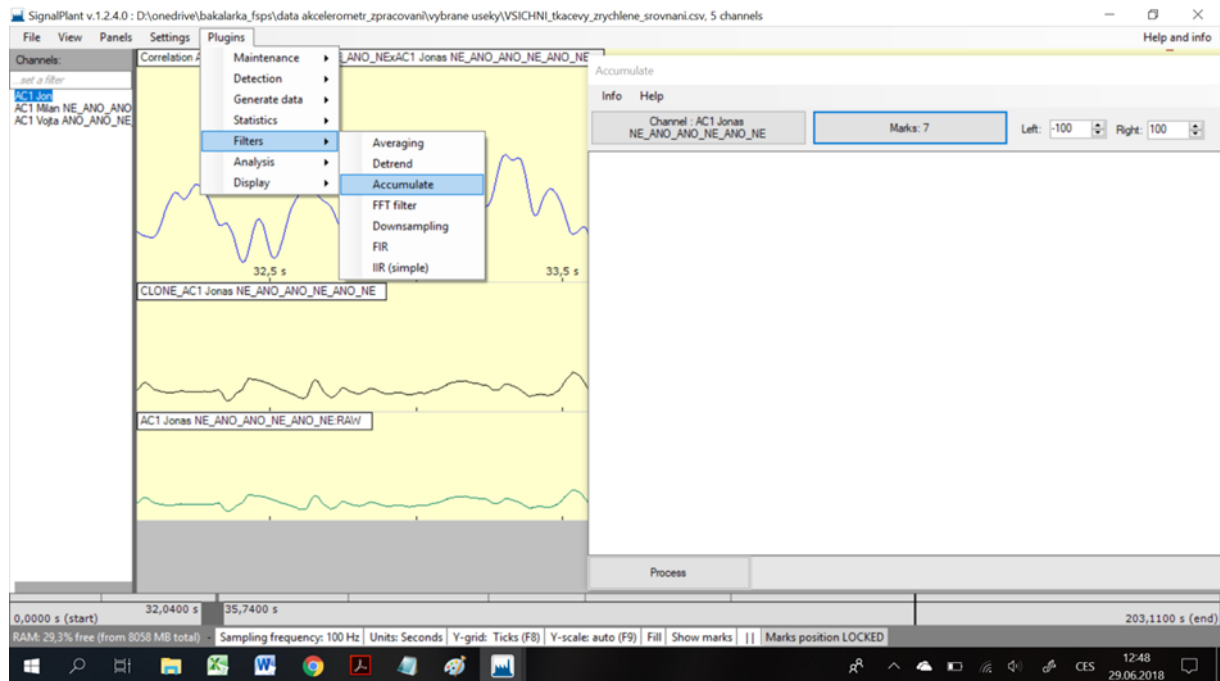 SignalPlant v.1.2.4.0 : D:\onedrive\bakalarka_fsps\data akcelerometr_zpracovani\vybrane useky\VSICHNI_tkacevy_zrychlene_srovnani.csv, 5 channels
File View Panels Settings Plugins Help and info
Channels:
...set a filter
AC1 Jon
AC1 Milan NE_ANO_ANO
AC1 Vojta ANO_ANO_NE
Maintenance
Detection
Generate data
Statistics
Filters
Analysis
Display
Averaging
Detrend
Accumulate
FFT filter
Downsampling
FIR
IIR (simple)
Correlation A
_ANO_NExAC1 Jonas NE_ANO_ANO_NE_ANO_NE
32,5 s 33,5 s
CLONE_AC1 Jonas NE_ANO_ANO_NE_ANO_NE
AC1 Jonas NE_ANO_ANO_NE_ANO_NE:RAW
Accumulate
Info Help
Channel : AC1 Jonas
NE_ANO_ANO_NE_ANO_NE
Marks: 7
Left: -100 Right: 100
Process
0,0000 s (start) 32,0400 s 35,7400 s 203,1100 s (end)
RAM: 29,3% free (from 8058 MB total) - Sampling frequency: 100 Hz Units: Seconds Y-grid: Ticks (F8) Y-scale: auto (F9) Fill Show marks || Marks position LOCKED
CES
12:48
29.06.2018